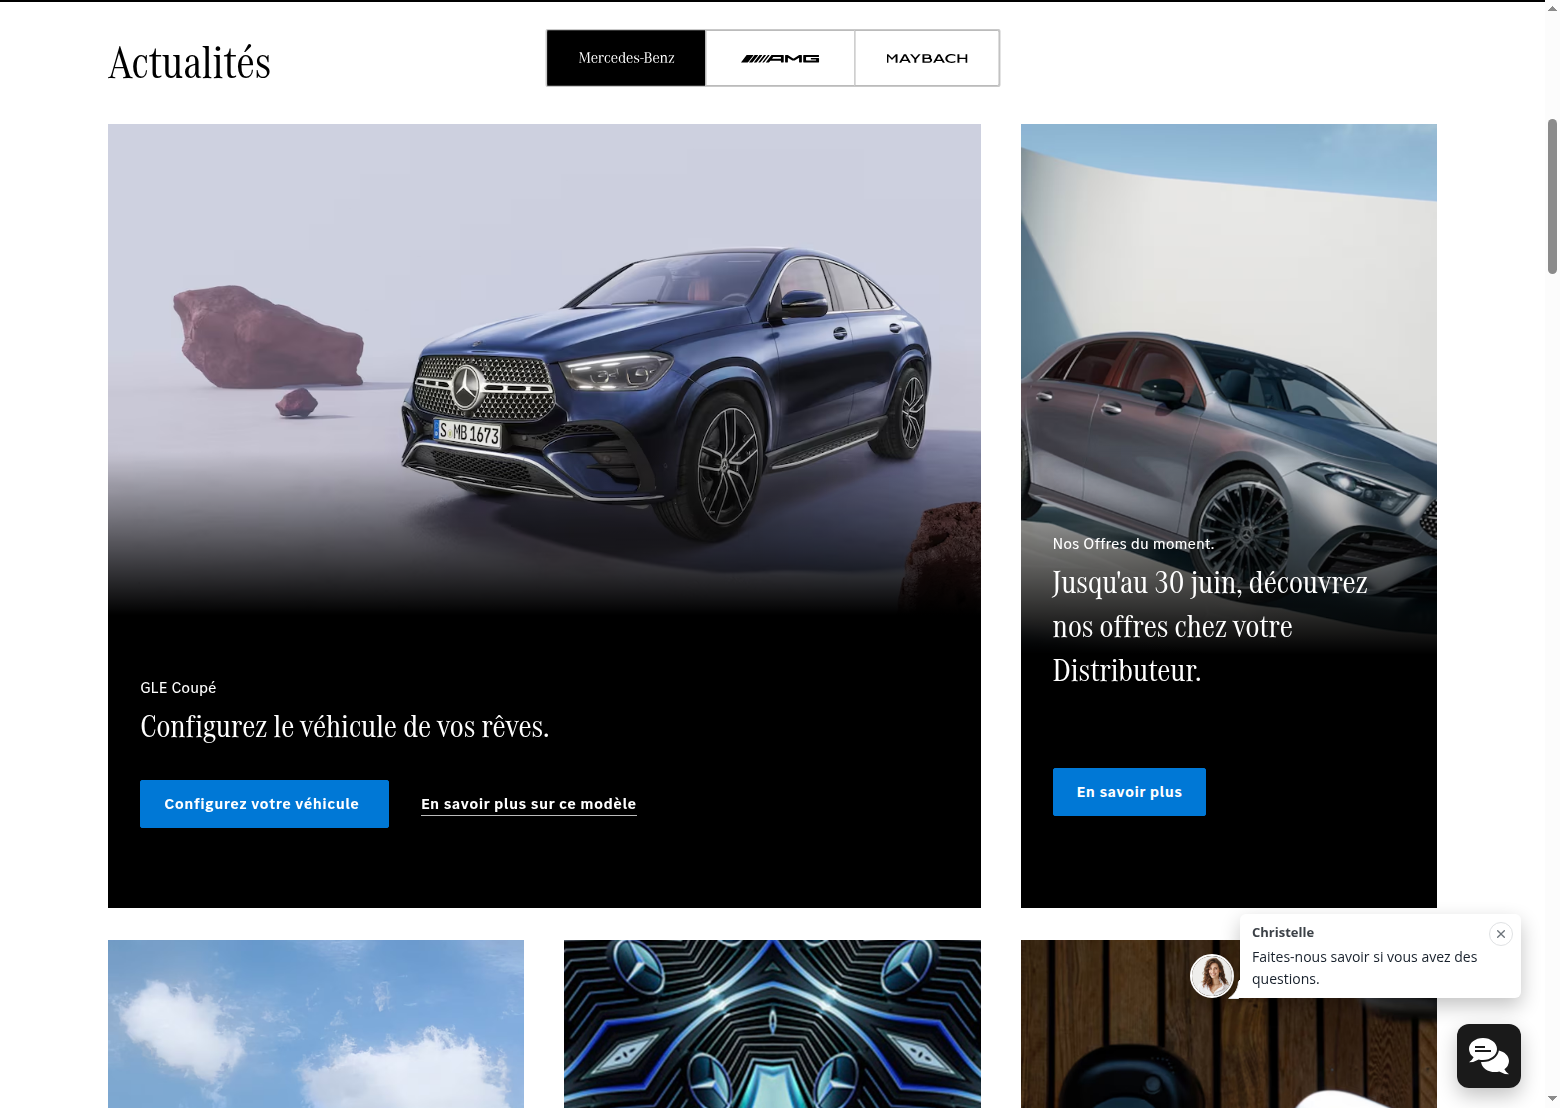 Actualités
Mercedes-Benz
AMG
MAYBACH
S MB 1673
GLE Coupé
Configurez le véhicule de vos rêves.
Configurez votre véhicule
En savoir plus sur ce modèle
Nos Offres du moment.
Jusqu'au 30 juin, découvrez
nos offres chez votre
Distributeur.
En savoir plus
Christelle
Faites-nous savoir si vous avez des
questions.